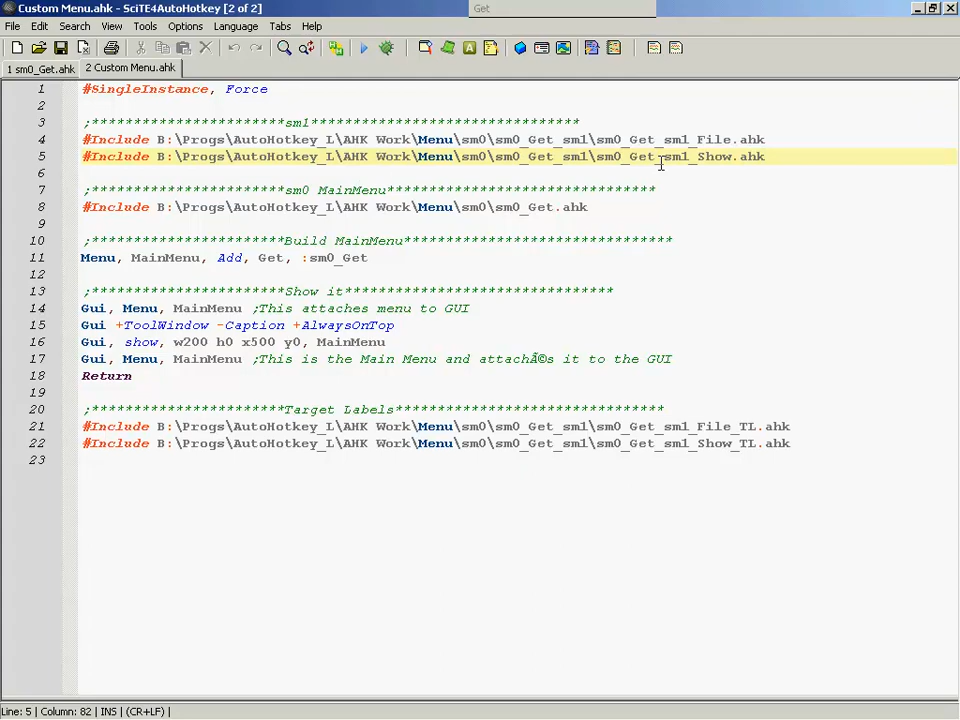 Custom Menu.ahk - SciTE4AutoHotkey [2 of 2]
Get
File Edit Search View Tools Options Language Tabs Help
1 sm0_Get.ahk 2 Custom Menu.ahk
1 #SingleInstance, Force
2
3 ;***********************sm1********************************
4 #Include B:\Progs\AutoHotkey_L\AHK Work\Menu\sm0\sm0_Get_sm1\sm0_Get_sm1_File.ahk
5 #Include B:\Progs\AutoHotkey_L\AHK Work\Menu\sm0\sm0_Get_sm1\sm0_Get_sm1_Show.ahk
6
7 ;***********************sm0 MainMenu********************************
8 #Include B:\Progs\AutoHotkey_L\AHK Work\Menu\sm0\sm0_Get.ahk
9
10 ;***********************Build MainMenu********************************
11 Menu, MainMenu, Add, Get, :sm0_Get
12
13 ;***********************Show it********************************
14 Gui, Menu, MainMenu ;This attaches menu to GUI
15 Gui +ToolWindow -Caption +AlwaysOnTop
16 Gui, show, w200 h0 x500 y0, MainMenu
17 Gui, Menu, MainMenu ;This is the Main Menu and attachÃ©s it to the GUI
18 Return
19
20 ;***********************Target Labels********************************
21 #Include B:\Progs\AutoHotkey_L\AHK Work\Menu\sm0\sm0_Get_sm1\sm0_Get_sm1_File_TL.ahk
22 #Include B:\Progs\AutoHotkey_L\AHK Work\Menu\sm0\sm0_Get_sm1\sm0_Get_sm1_Show_TL.ahk
23
Line: 5 | Column: 82 | INS | (CR+LF) |